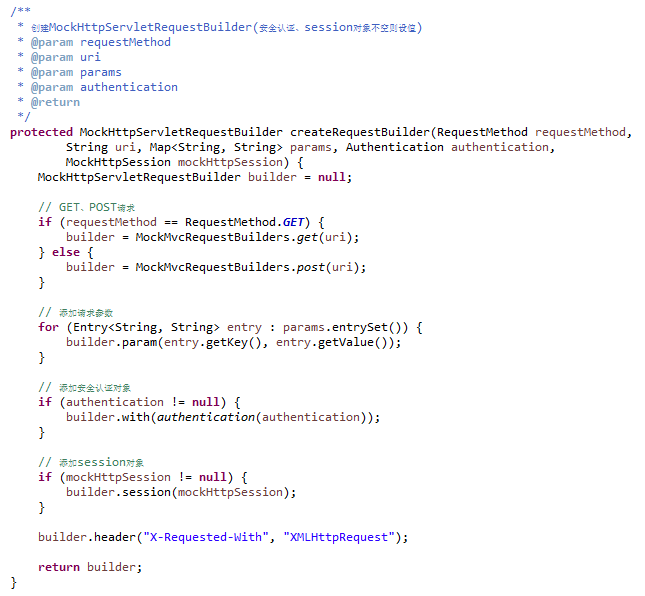 /**
 * 创建MockHttpServletRequestBuilder(安全认证、session对象不空则设值)
 * @param requestMethod
 * @param uri
 * @param params
 * @param authentication
 * @return
 */
protected MockHttpServletRequestBuilder createRequestBuilder(RequestMethod requestMethod,
        String uri, Map<String, String> params, Authentication authentication,
        MockHttpSession mockHttpSession) {
    MockHttpServletRequestBuilder builder = null;

    // GET、POST请求
    if (requestMethod == RequestMethod.GET) {
        builder = MockMvcRequestBuilders.get(uri);
    } else {
        builder = MockMvcRequestBuilders.post(uri);
    }

    // 添加请求参数
    for (Entry<String, String> entry : params.entrySet()) {
        builder.param(entry.getKey(), entry.getValue());
    }

    // 添加安全认证对象
    if (authentication != null) {
        builder.with(authentication(authentication));
    }

    // 添加session对象
    if (mockHttpSession != null) {
        builder.session(mockHttpSession);
    }

    builder.header("X-Requested-With", "XMLHttpRequest");

    return builder;
}